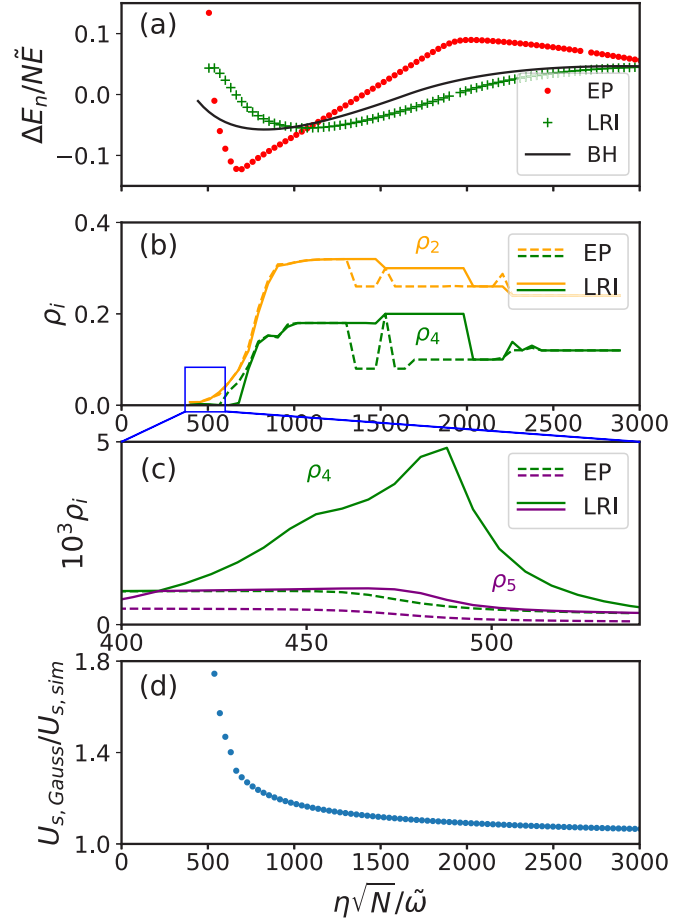 (a)
ΔE_n/NẼ
0.1
0.0
−0.1
EP
LRI
BH
(b)
ρ_i
0.4
0.2
0.0
ρ_2
ρ_4
EP
LRI
0 500 1000 1500 2000 2500 3000
(c)
10^3ρ_i
5
0
ρ_4
ρ_5
EP
LRI
400 450 500
(d)
U_{s,Gauss}/U_{s,sim}
1.8
1.4
1.0
0 500 1000 1500 2000 2500 3000
η√N/ω̃